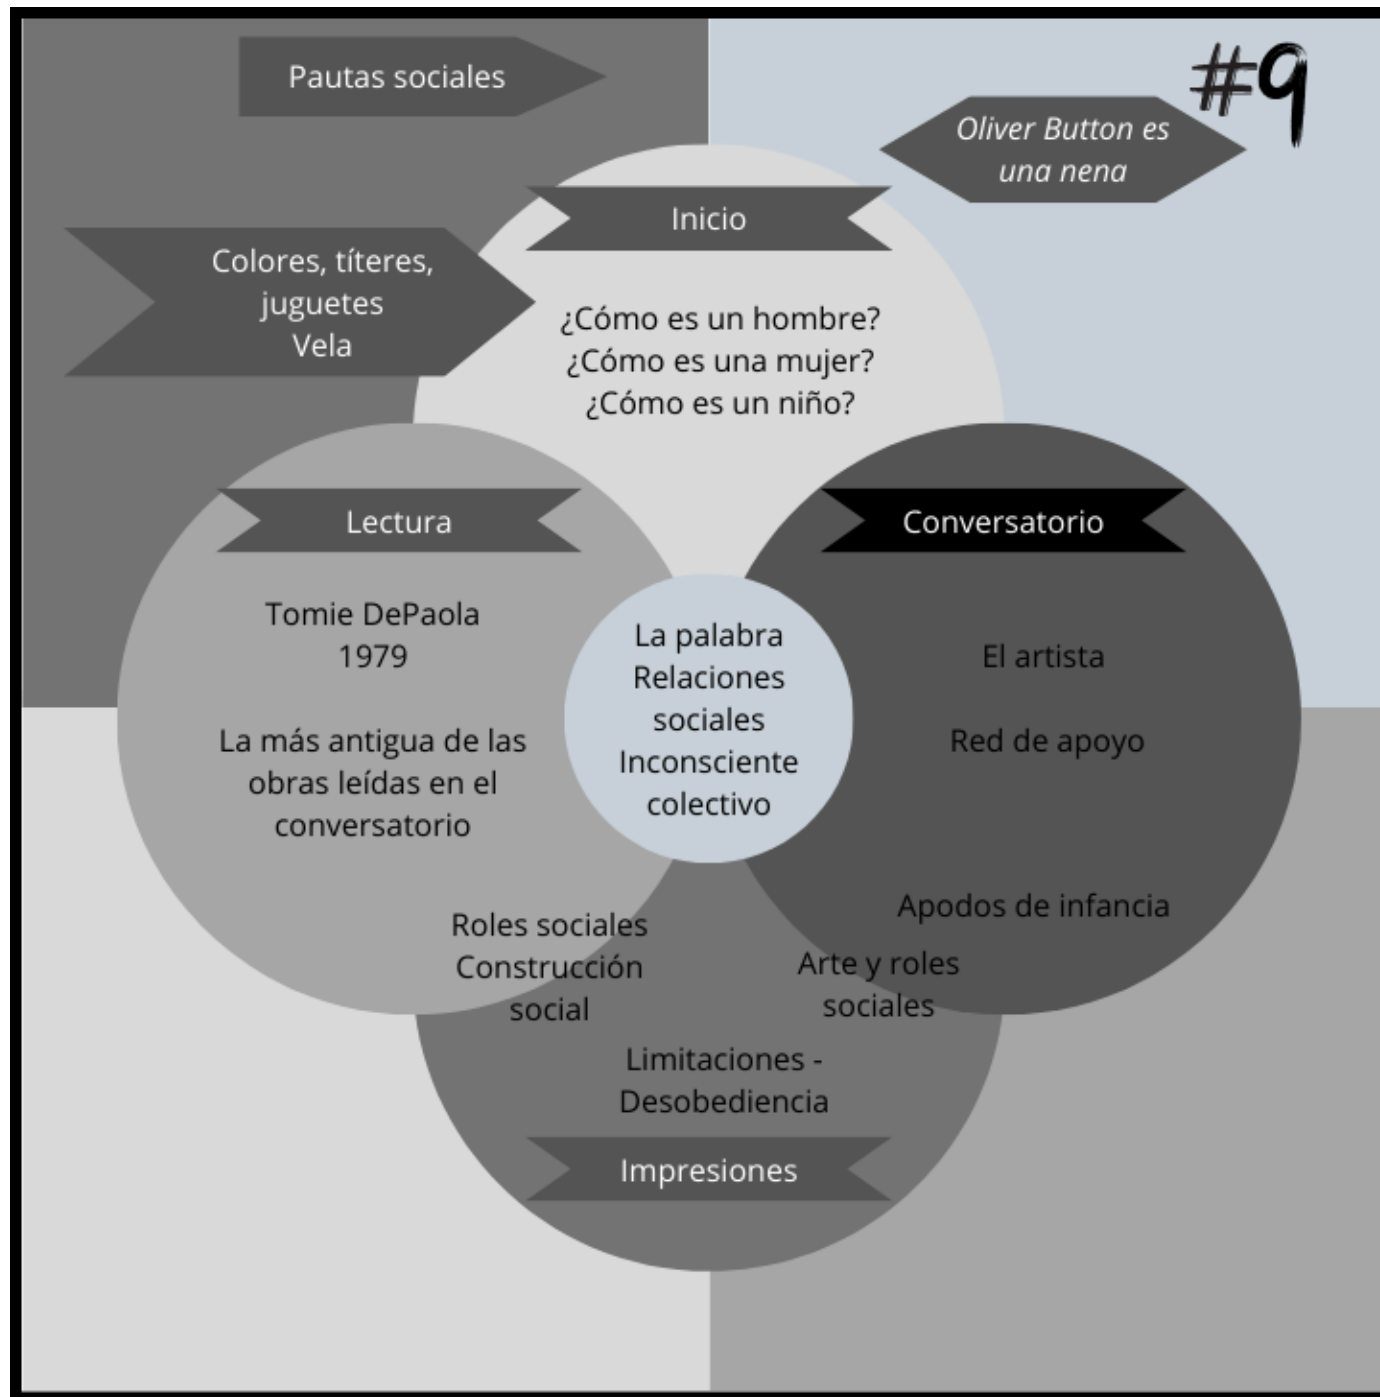 Pautas sociales
#9
Oliver Button es
una nena
Inicio
Colores, títeres,
juguetes
Vela
¿Cómo es un hombre?
¿Cómo es una mujer?
¿Cómo es un niño?
Lectura
Tomie DePaola
1979
La más antigua de las
obras leídas en el
conversatorio
La palabra
Relaciones
sociales
Inconsciente
colectivo
Conversatorio
El artista
Red de apoyo
Apodos de infancia
Roles sociales
Construcción
social
Arte y roles
sociales
Limitaciones -
Desobediencia
Impresiones